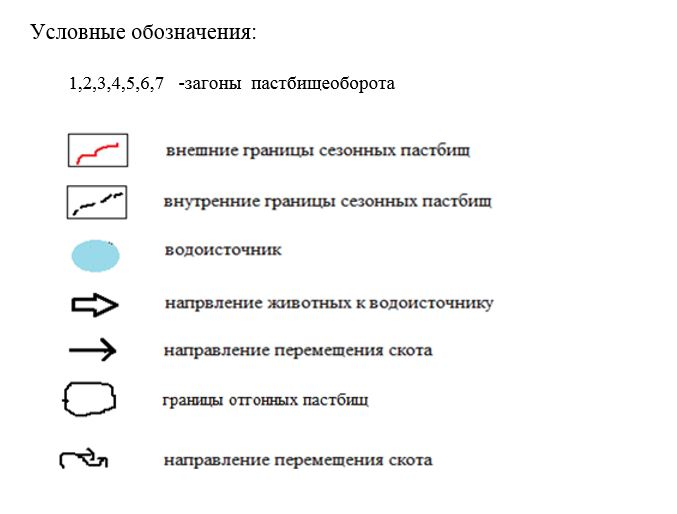 Условные обозначения:
1,2,3,4,5,6,7 -загоны пастбищеоборота
внешние границы сезонных пастбищ
внутренние границы сезонных пастбищ
водоисточник
напрвление животных к водоисточнику
направление перемещения скота
границы отгонных пастбищ
направление перемещения скота